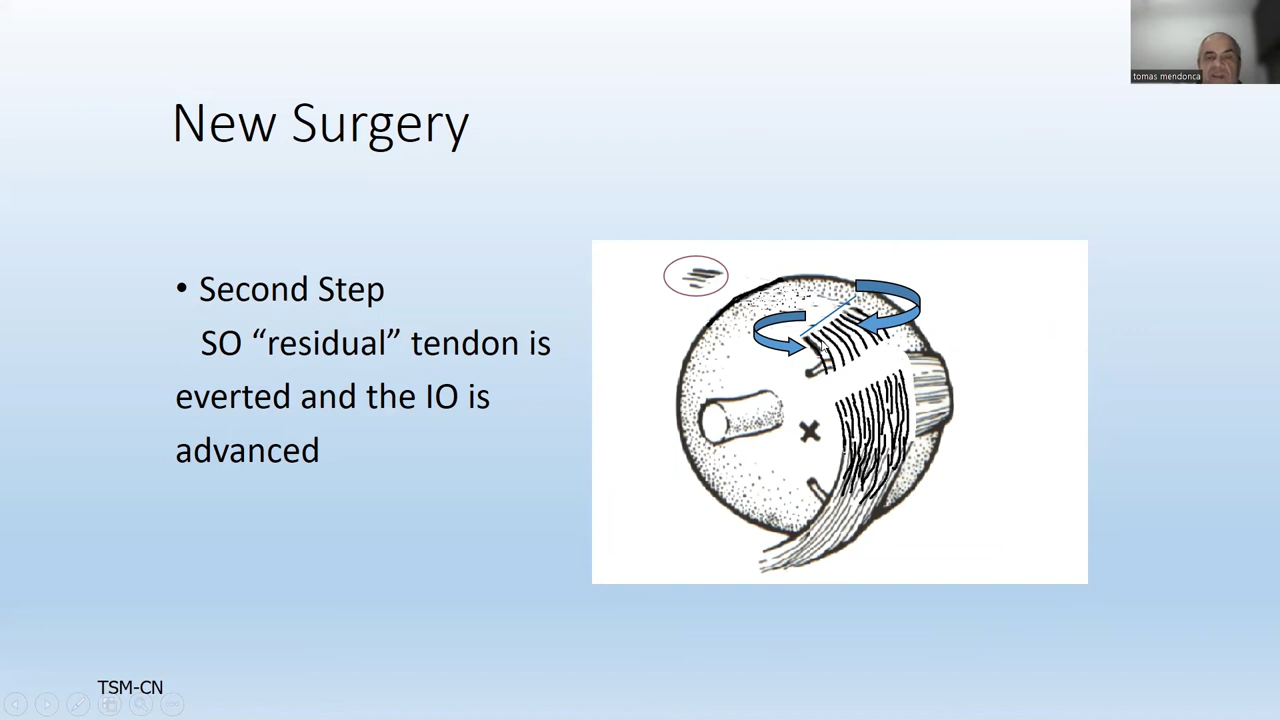 tomas mendonca
New Surgery
• Second Step
SO “residual” tendon is
everted and the IO is
advanced
TSM-CN